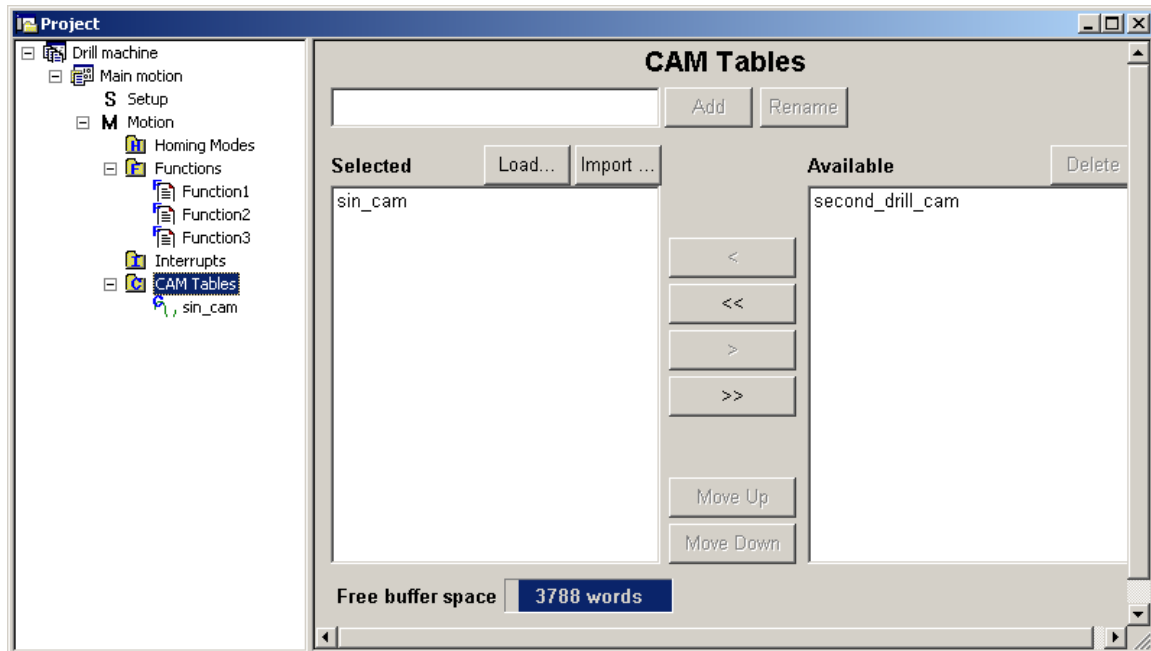 Project
Drill machine
Main motion
S Setup
M Motion
H Homing Modes
F Functions
Function1
Function2
Function3
I Interrupts
C CAM Tables
sin_cam
CAM Tables
Add Rename
Selected Load... Import ... Available Delete
sin_cam second_drill_cam
<
<<
>
>>
Move Up
Move Down
Free buffer space 3788 words